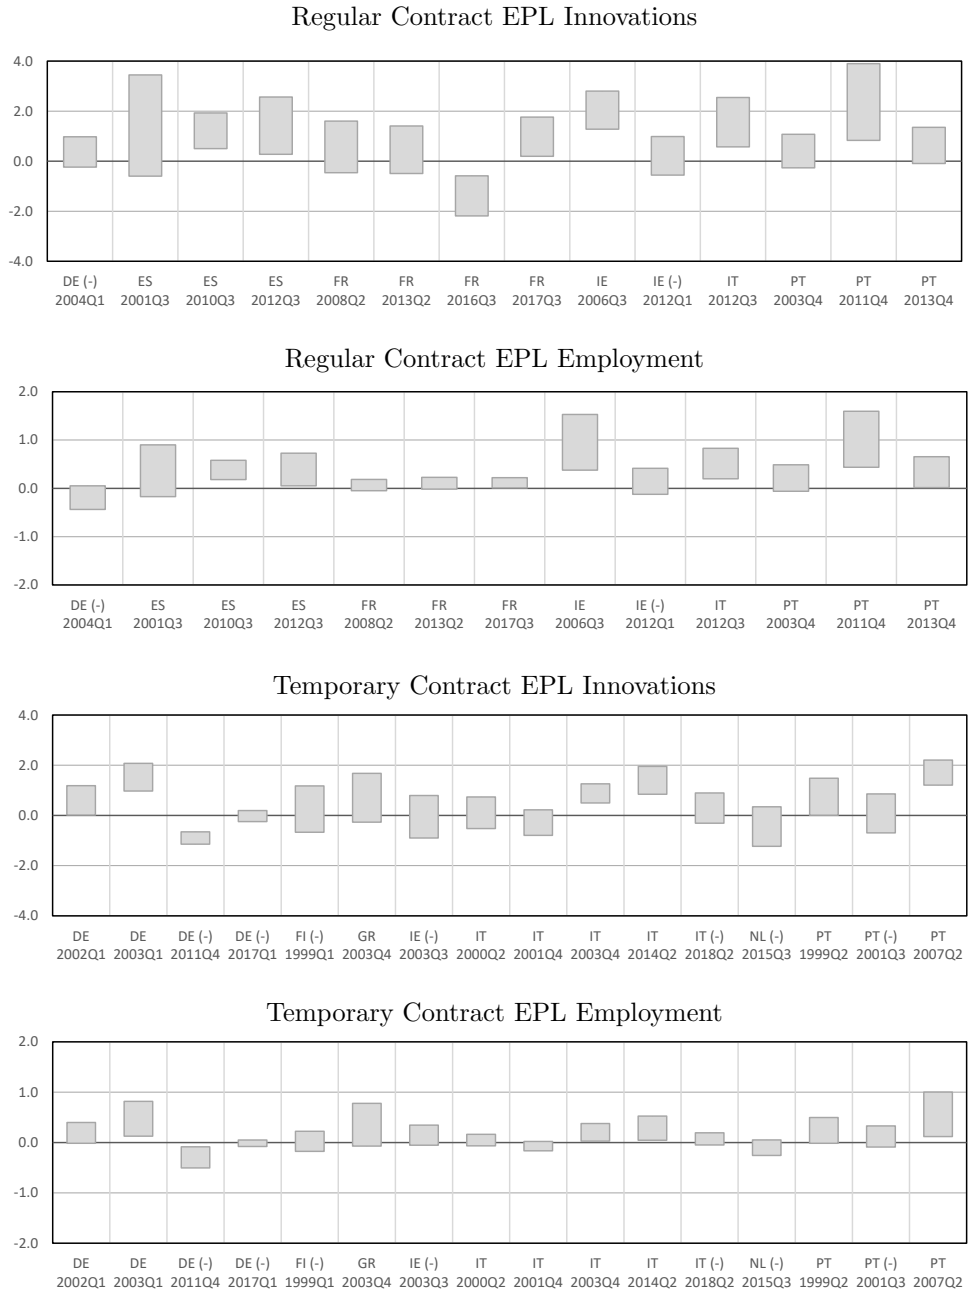 Regular Contract EPL Innovations
4.0
2.0
0.0
-2.0
-4.0
DE (-) ES ES ES FR FR FR FR IE IE (-) IT PT PT PT
2004Q1 2001Q3 2010Q3 2012Q3 2008Q2 2013Q2 2016Q3 2017Q3 2006Q3 2012Q1 2012Q3 2003Q4 2011Q4 2013Q4
Regular Contract EPL Employment
2.0
1.0
0.0
-1.0
-2.0
DE (-) ES ES ES FR FR FR IE IE (-) IT PT PT PT
2004Q1 2001Q3 2010Q3 2012Q3 2008Q2 2013Q2 2017Q3 2006Q3 2012Q1 2012Q3 2003Q4 2011Q4 2013Q4
Temporary Contract EPL Innovations
4.0
2.0
0.0
-2.0
-4.0
DE DE DE (-) DE (-) FI (-) GR IE (-) IT IT IT IT IT (-) NL (-) PT PT (-) PT
2002Q1 2003Q1 2011Q4 2017Q1 1999Q1 2003Q4 2003Q3 2000Q2 2001Q4 2003Q4 2014Q2 2018Q2 2015Q3 1999Q2 2001Q3 2007Q2
Temporary Contract EPL Employment
2.0
1.0
0.0
-1.0
-2.0
DE DE DE (-) DE (-) FI (-) GR IE (-) IT IT IT IT IT (-) NL (-) PT PT (-) PT
2002Q1 2003Q1 2011Q4 2017Q1 1999Q1 2003Q4 2003Q3 2000Q2 2001Q4 2003Q4 2014Q2 2018Q2 2015Q3 1999Q2 2001Q3 2007Q2